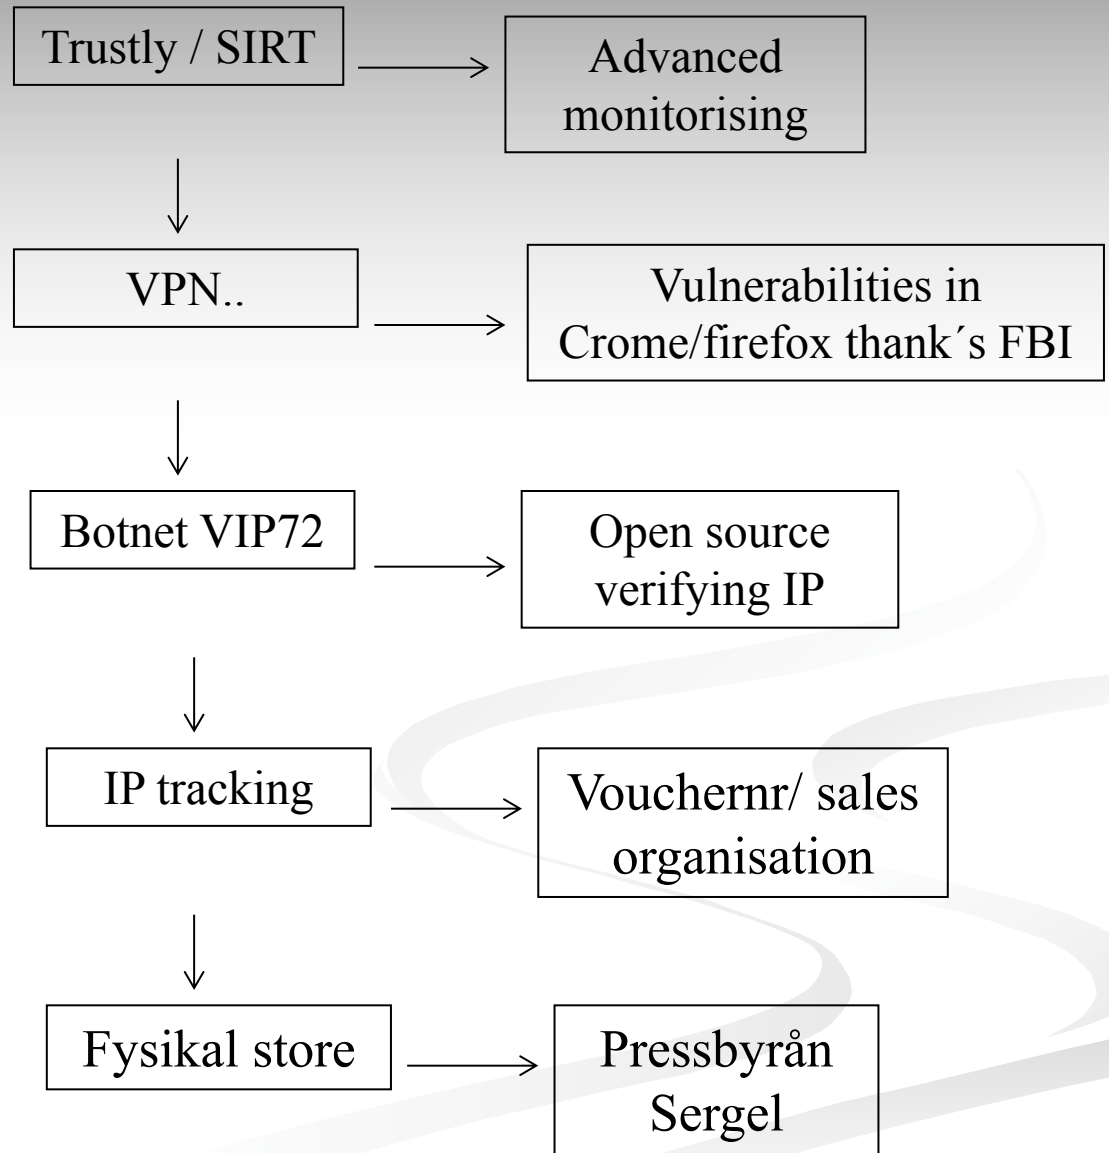 Trustly / SIRT
Advanced
monitorising
VPN..
Vulnerabilities in
Crome/firefox thank´s FBI
Botnet VIP72
Open source
verifying IP
IP tracking
Vouchernr/ sales
organisation
Fysikal store
Pressbyrån
Sergel